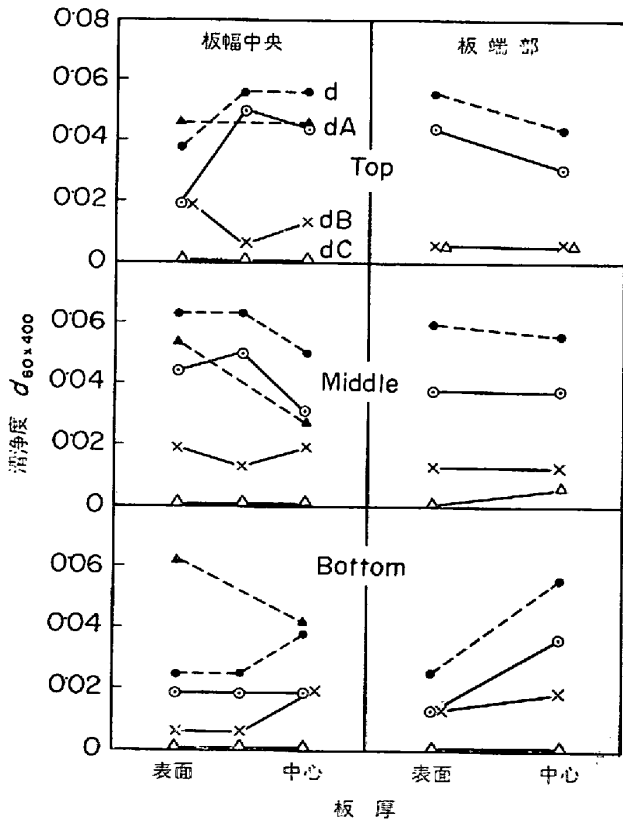 0·08
板幅中央
板端部
0·06
d
0·04
dA
Top
0·02
dB
dC
0
0·06
0·04
Middle
0·02
0
清浄度 d60×400
0·06
Bottom
0·04
0·02
0
表面
中心
表面
中心
板厚